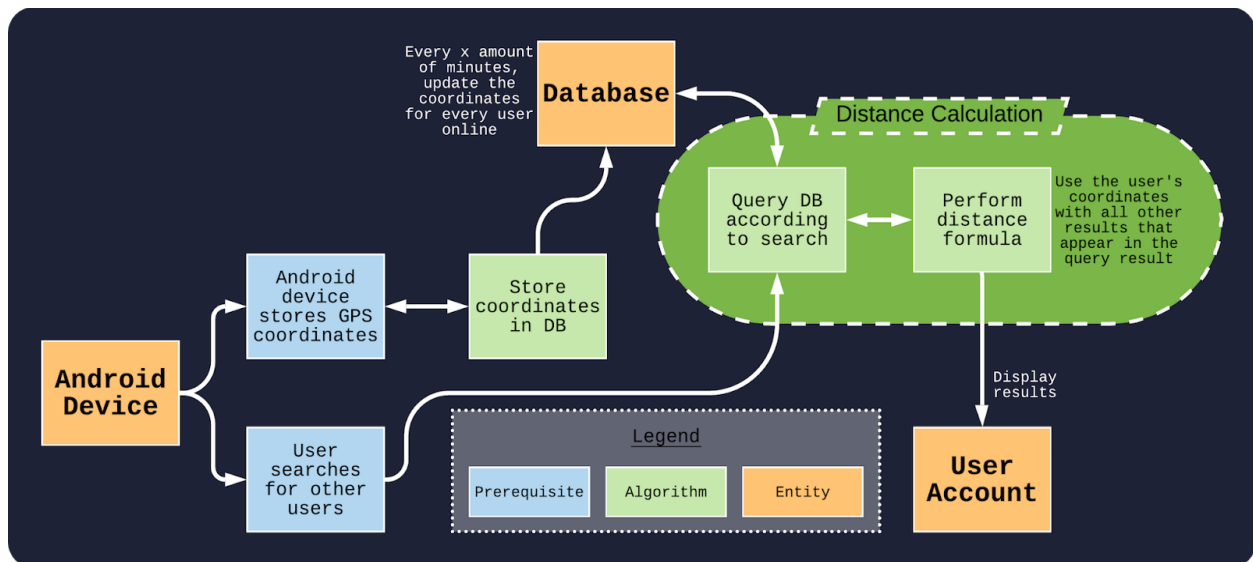 Every x amount
of minutes,
update the
coordinates
for every user
online
Database
Distance Calculation
Query DB
according
to search
Perform
distance
formula
Use the user's
coordinates
with all other
results that
appear in the
query result
Android
device
stores GPS
coordinates
Store
coordinates
in DB
Android
Device
Display
results
User
searches
for other
users
Legend
Prerequisite
Algorithm
Entity
User
Account